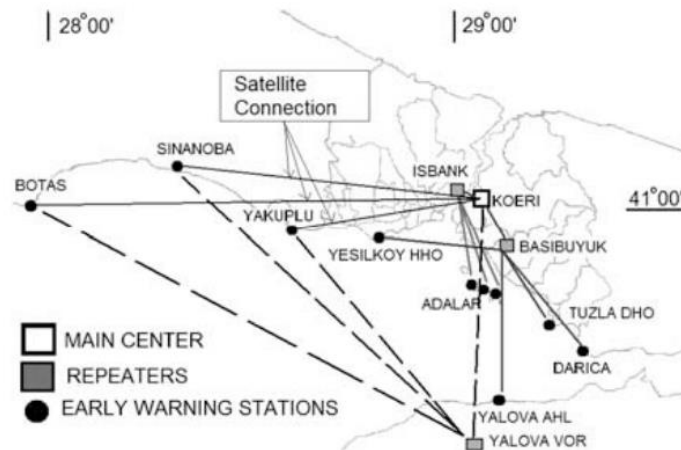 28°00'
29°00'
Satellite
Connection
SINANOBA
ISBANK
BOTAS
KOERI
41°00'
YAKUPLU
YESILKOY HHO
BASIBUYUK
ADALAR
TUZLA DHO
MAIN CENTER
DARICA
REPEATERS
EARLY WARNING STATIONS
YALOVA AHL
YALOVA VOR